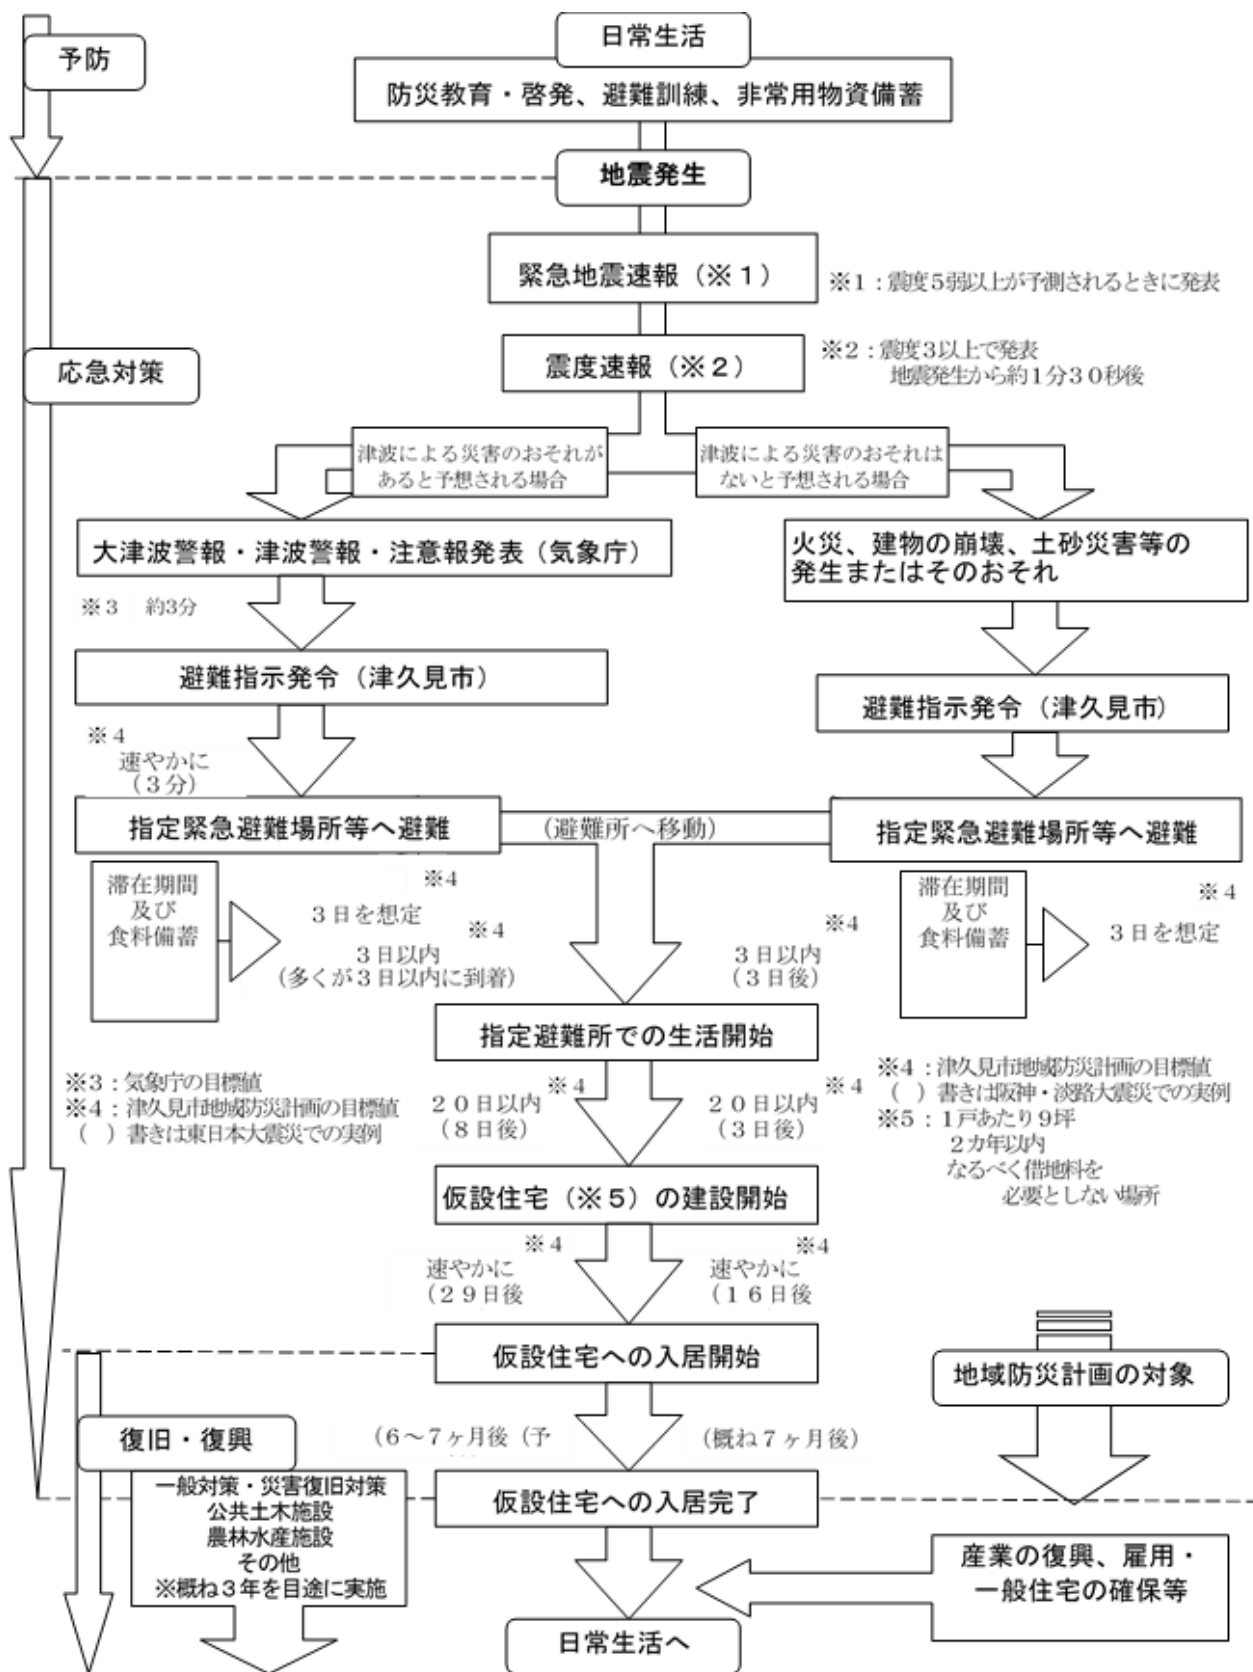 予防
日常生活
防災教育・啓発、避難訓練、非常用物資備蓄
地震発生
緊急地震速報（※１）
※１：震度５弱以上が予測されるときに発表
震度速報（※２）
※２：震度３以上で発表
地震発生から約１分３０秒後
応急対策
津波による災害のおそれが
あると予想される場合
津波による災害のおそれは
ないと予想される場合
大津波警報・津波警報・注意報発表（気象庁）
火災、建物の崩壊、土砂災害等の
発生またはそのおそれ
※３　約3分
避難指示発令（津久見市）
避難指示発令（津久見市）
※４
速やかに
（３分）
指定緊急避難場所等へ避難
（避難所へ移動）
指定緊急避難場所等へ避難
滞在期間
及び
食料備蓄
※４
３日を想定
※４
３日以内
（多くが３日以内に到着）
※４
３日以内
（３日後）
滞在期間
及び
食料備蓄
※４
３日を想定
指定避難所での生活開始
※３：気象庁の目標値
※４：津久見市地域防災計画の目標値
（　）書きは東日本大震災での実例
※４
２０日以内
（８日後）
※４
２０日以内
（３日後）
※４：津久見市地域防災計画の目標値
（　）書きは阪神・淡路大震災での実例
※５：１戸あたり９坪
２カ年以内
なるべく借地料を
必要としない場所
仮設住宅（※５）の建設開始
※４
速やかに
（２９日後
※４
速やかに
（１６日後
仮設住宅への入居開始
地域防災計画の対象
復旧・復興
（６～７ヶ月後（予
（概ね７ヶ月後）
一般対策・災害復旧対策
公共土木施設
農林水産施設
その他
※概ね３年を目途に実施
仮設住宅への入居完了
産業の復興、雇用・
一般住宅の確保等
日常生活へ